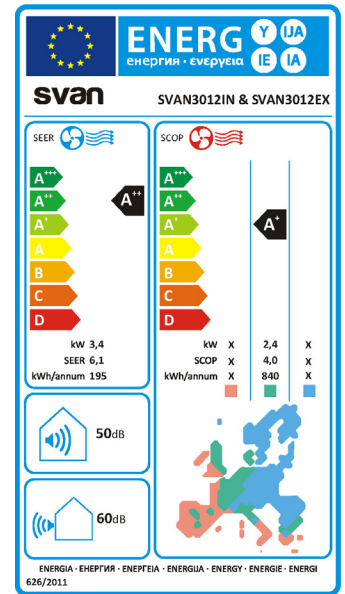 ENERG
енергия · ενεργεια
Y IJA
IE IA
svan
SVAN3012IN & SVAN3012EX
SEER
A+++
A++
A+
A
B
C
D
A++
kW 3,4
SEER 6,1
kWh/annum 195
SCOP
A+++
A++
A+
A
B
C
D
A+
kW X 2,4 X
SCOP X 4,0 X
kWh/annum X 840 X
50dB
60dB
ENERGIA · ЕНЕРГИЯ · ΕΝΕΡΓΕΙΑ · ENERGIJA · ENERGY · ENERGIE · ENERGI
626/2011